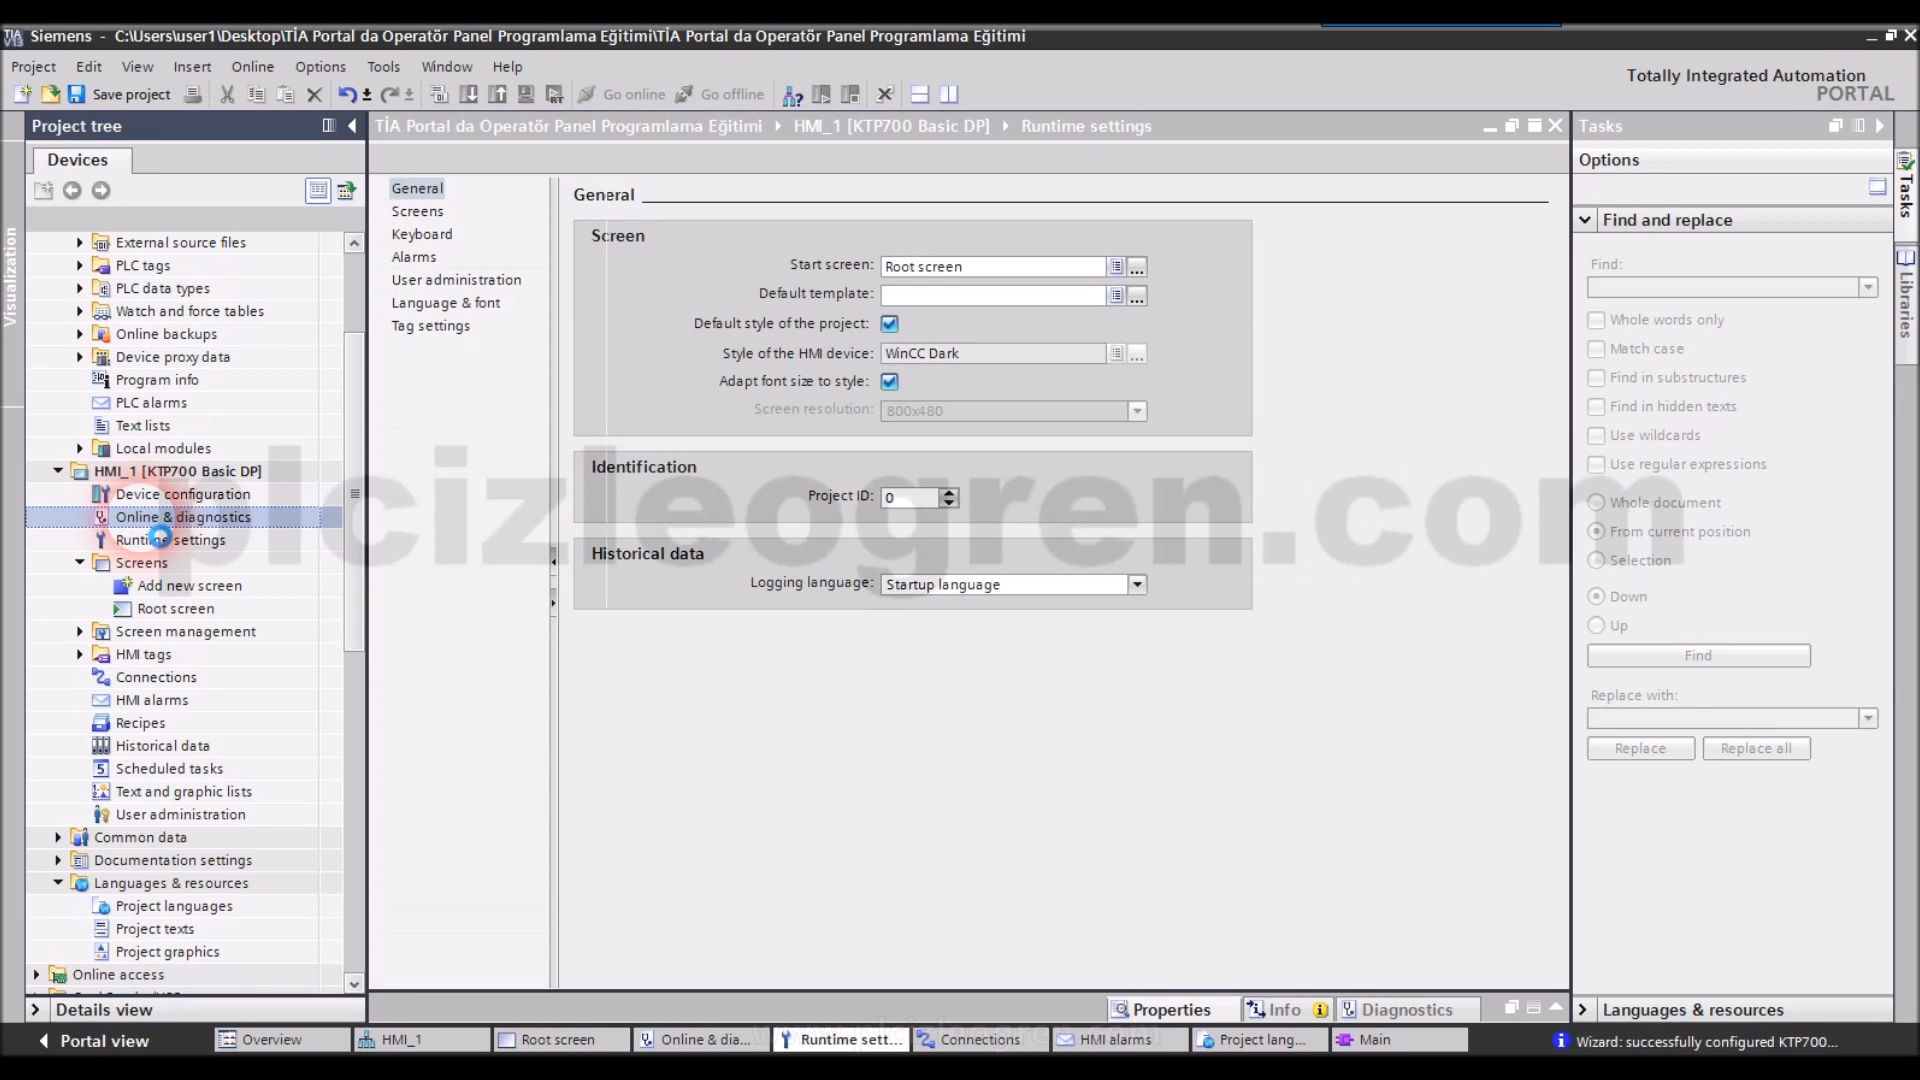 Siemens - C:\Users\user1\Desktop\TİA Portal da Operatör Panel Programlama Eğitimi\TİA Portal da Operatör Panel Programlama Eğitimi
Project Edit View Insert Online Options Tools Window Help
Totally Integrated Automation
PORTAL
Save project
Go online
Go offline
Project tree
TİA Portal da Operatör Panel Programlama Eğitimi
HMI_1 [KTP700 Basic DP]
Runtime settings
Tasks
Devices
Options
Visualization
External source files
PLC tags
PLC data types
Watch and force tables
Online backups
Device proxy data
Program info
PLC alarms
Text lists
Local modules
HMI_1 [KTP700 Basic DP]
Device configuration
Online & diagnostics
Runtime settings
Screens
Add new screen
Root screen
Screen management
HMI tags
Connections
HMI alarms
Recipes
Historical data
Scheduled tasks
Text and graphic lists
User administration
Common data
Documentation settings
Languages & resources
Project languages
Project texts
Project graphics
Online access
Details view
General
Screens
Keyboard
Alarms
User administration
Language & font
Tag settings
General
Screen
Start screen: Root screen
Default template:
Default style of the project:
Style of the HMI device: WinCC Dark
Adapt font size to style:
Screen resolution: 800x480
Identification
Project ID: 0
Historical data
Logging language: Startup language
plcizleogren.com
Find and replace
Find:
Whole words only
Match case
Find in substructures
Find in hidden texts
Use wildcards
Use regular expressions
Whole document
From current position
Selection
Down
Up
Find
Replace with:
Replace Replace all
Languages & resources
Tasks
Libraries
Properties Info Diagnostics
Portal view
Overview
HMI_1
Root screen
Online & dia...
Runtime sett...
Connections
HMI alarms
Project lang...
Main
Wizard: successfully configured KTP700...